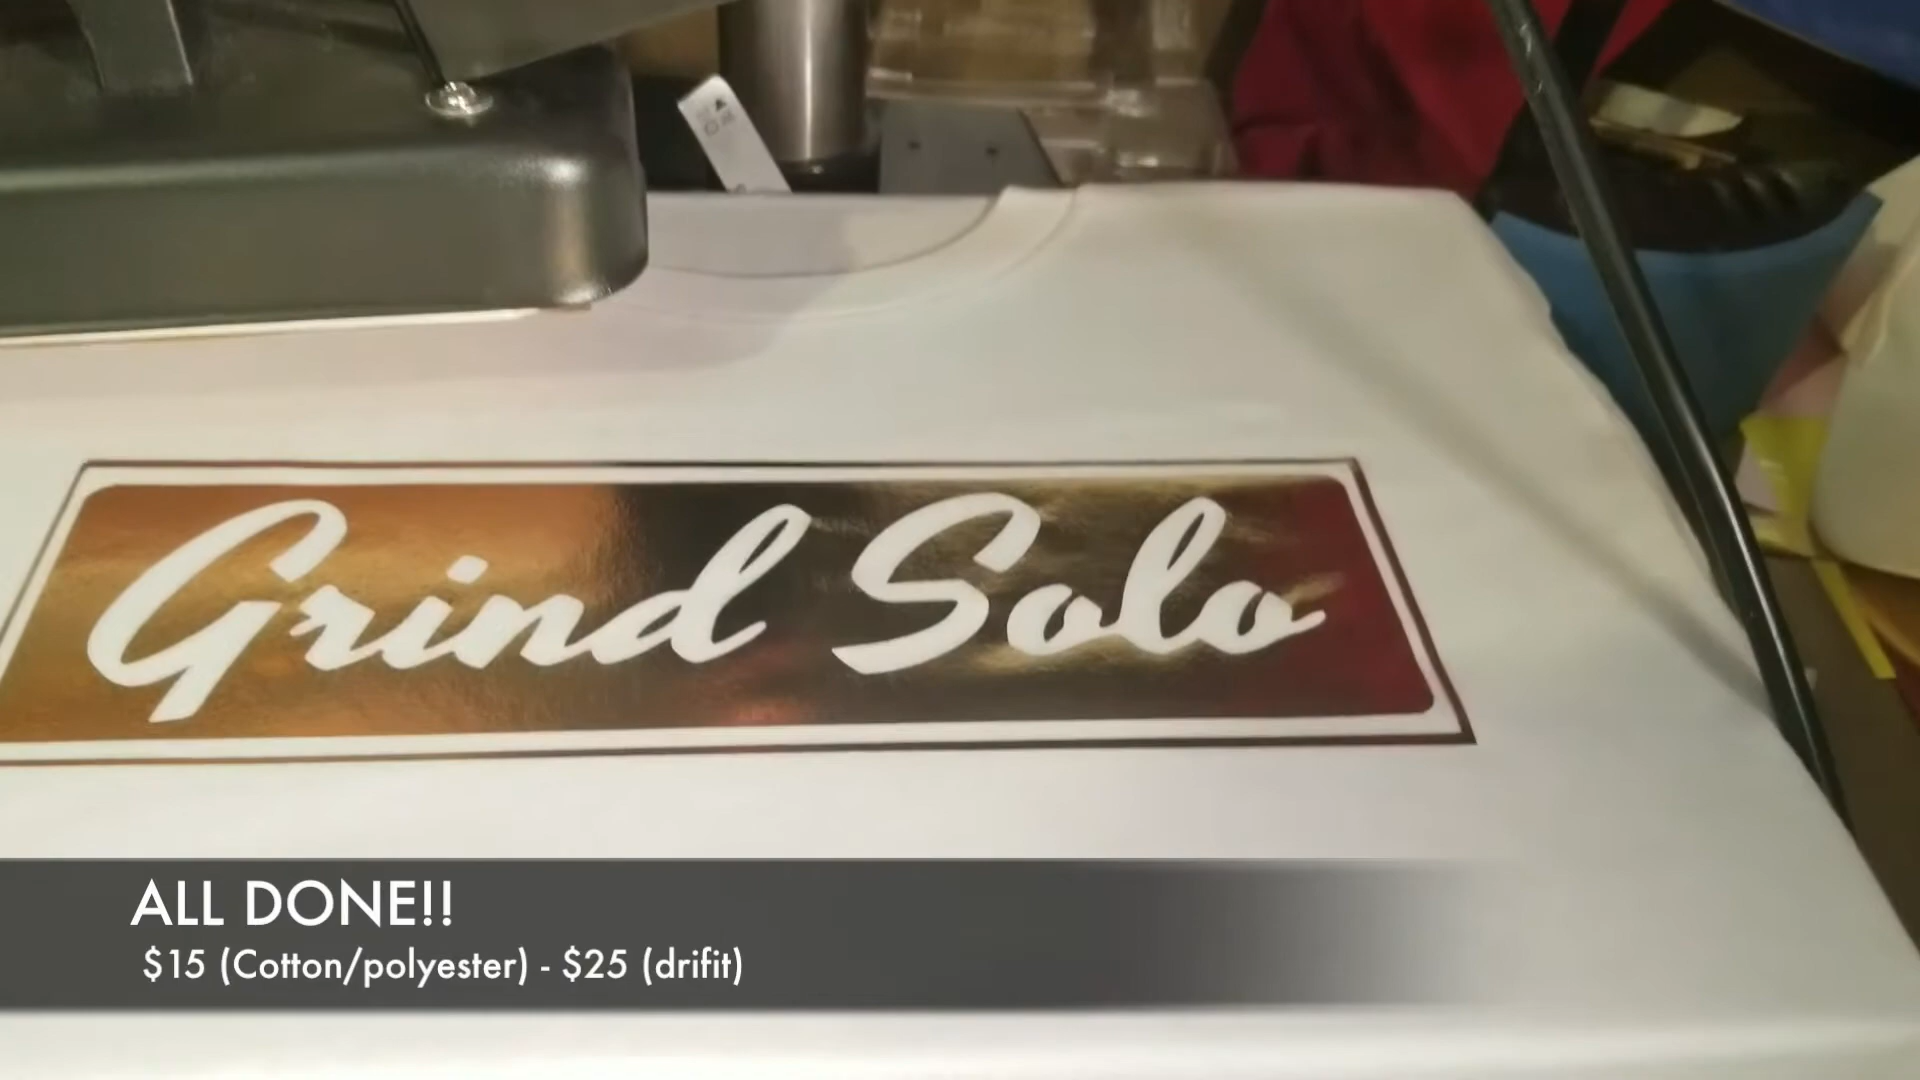 Grind Solo
ALL DONE!!
$15 (Cotton/polyester) - $25 (drifit)